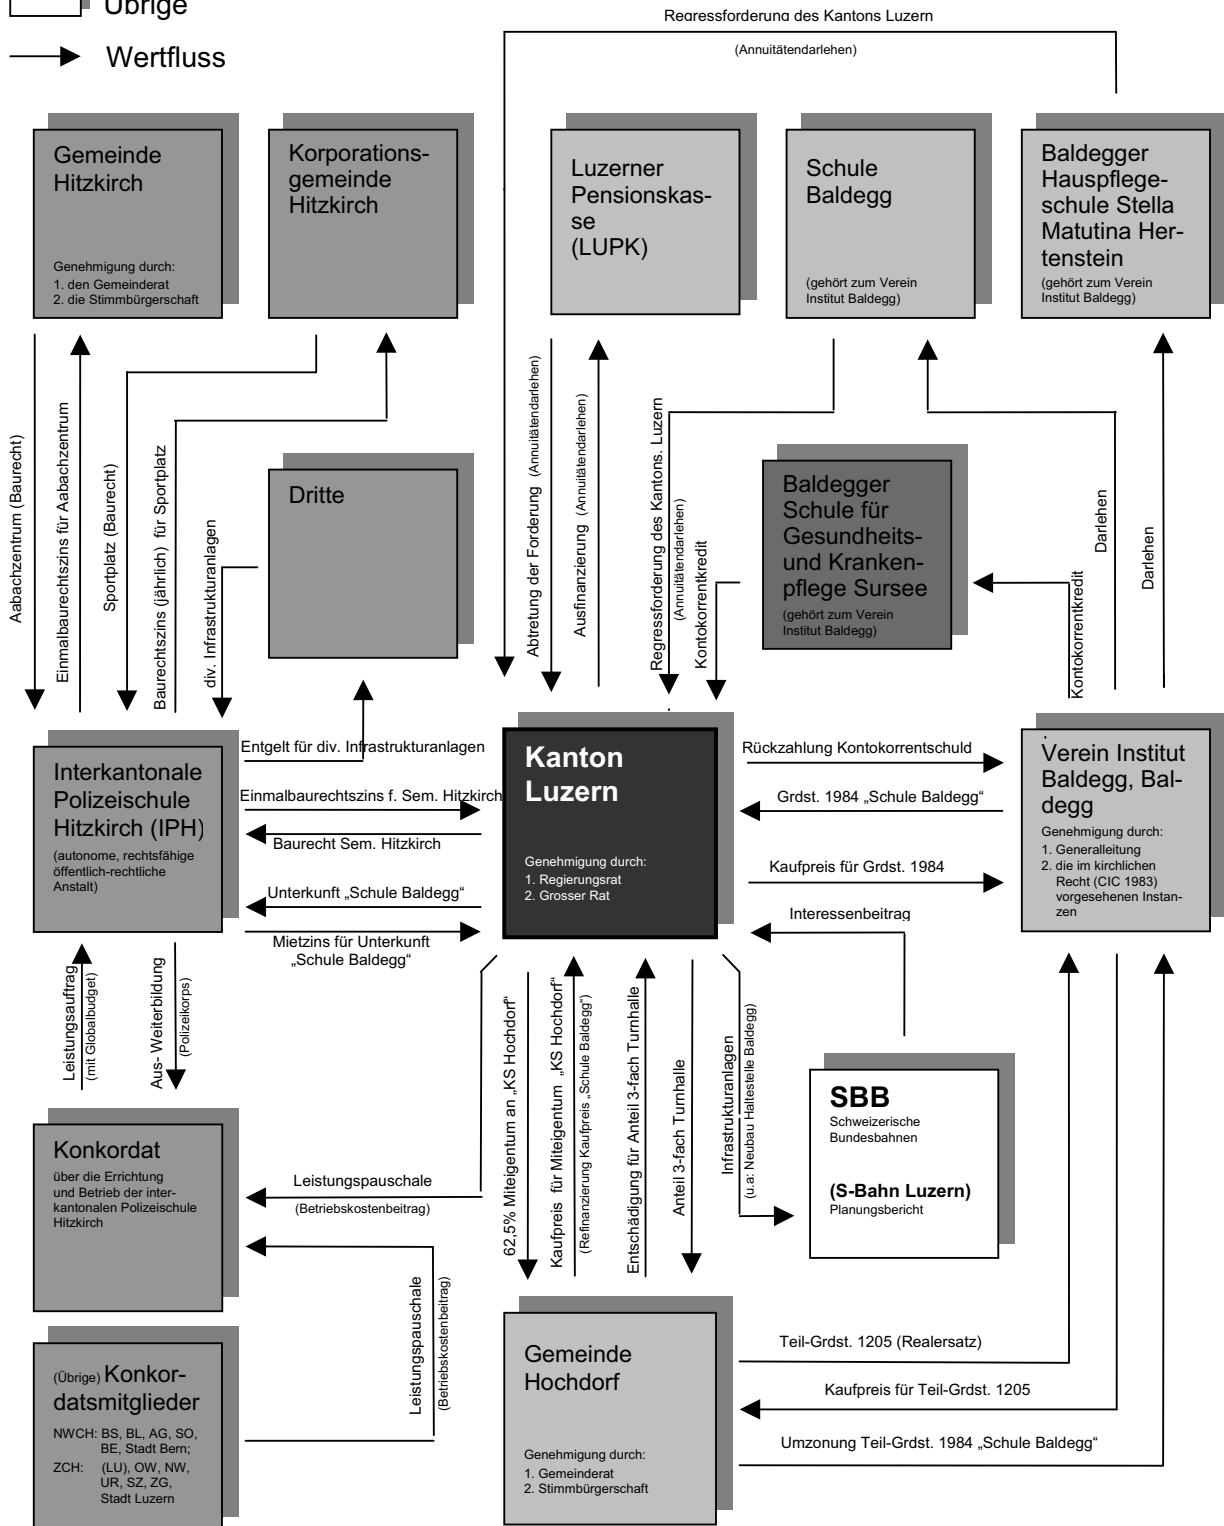 Übrige
Wertfluss
Regressforderung des Kantons Luzern
(Annuitätendarlehen)
Gemeinde
Hitzkirch
Genehmigung durch:
1. den Gemeinderat
2. die Stimmbürgerschaft
Korporations-
gemeinde
Hitzkirch
Luzerner
Pensionskas-
se
(LUPK)
Schule
Baldegg
(gehört zum Verein
Institut Baldegg)
Baldegger
Hauspflege-
schule Stella
Matutina Her-
tenstein
(gehört zum Verein
Institut Baldegg)
Aabachzentrum (Baurecht)
Einmalbaurechtszins für Aabachzentrum
Sportplatz (Baurecht)
Baurechtszins (jährlich) für Sportplatz
div. Infrastrukturanlagen
Dritte
Abtretung der Forderung (Annuitätendarlehen)
Ausfinanzierung (Annuitätendarlehen)
Regressforderung des Kantons. Luzern
(Annuitätendarlehen)
Kontokorrentkredit
Baldegger
Schule für
Gesundheits-
und Kranken-
pflege Sursee
(gehört zum Verein
Institut Baldegg)
Kontokorrentkredit
Darlehen
Darlehen
Interkantonale
Polizeischule
Hitzkirch (IPH)
(autonome, rechtsfähige
öffentlich-rechtliche
Anstalt)
Entgelt für div. Infrastrukturanlagen
Einmalbaurechtszins f. Sem. Hitzkirch
Baurecht Sem. Hitzkirch
Unterkunft „Schule Baldegg“
Mietzins für Unterkunft
„Schule Baldegg“
Kanton
Luzern
Genehmigung durch:
1. Regierungsrat
2. Grosser Rat
Rückzahlung Kontokorrentschuld
Grdst. 1984 „Schule Baldegg“
Kaufpreis für Grdst. 1984
Interessenbeitrag
Verein Institut
Baldegg, Bal-
degg
Genehmigung durch:
1. Generalleitung
2. die im kirchlichen
Recht (CIC 1983)
vorgesehenen Instan-
zen
Leistungsauftrag
(mit Globalbudget)
Aus- Weiterbildung
(Polizeikorps)
62,5% Miteigentum an „KS Hochdorf“
Kaufpreis für Miteigentum „KS Hochdorf“
(Refinanzierung Kaufpreis „Schule Baldegg“)
Entschädigung für Anteil 3-fach Turnhalle
Anteil 3-fach Turnhalle
Infrastrukturanlagen
(u.a: Neubau Haltestelle Baldegg)
SBB
Schweizerische
Bundesbahnen
(S-Bahn Luzern)
Planungsbericht
Konkordat
über die Errichtung
und Betrieb der inter-
kantonalen Polizeischule
Hitzkirch
Leistungspauschale
(Betriebskostenbeitrag)
Leistungspauschale
(Betriebskostenbeitrag)
(Übrige) Konkor-
datsmitglieder
NWCH: BS, BL, AG, SO,
BE, Stadt Bern;
ZCH: (LU), OW, NW,
UR, SZ, ZG,
Stadt Luzern
Gemeinde
Hochdorf
Genehmigung durch:
1. Gemeinderat
2. Stimmbürgerschaft
Teil-Grdst. 1205 (Realersatz)
Kaufpreis für Teil-Grdst. 1205
Umzonung Teil-Grdst. 1984 „Schule Baldegg“